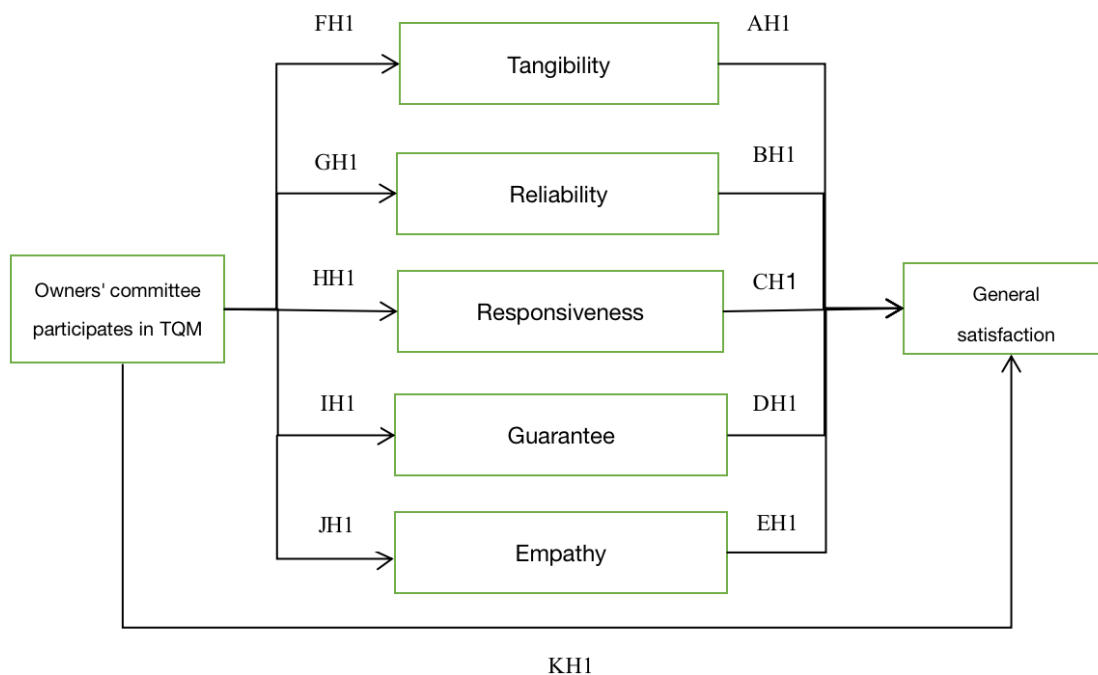 FH1
AH1
Tangibility
GH1
BH1
Reliability
HH1
CH1
Owners' committee
participates in TQM
Responsiveness
General
satisfaction
IH1
DH1
Guarantee
JH1
EH1
Empathy
KH1